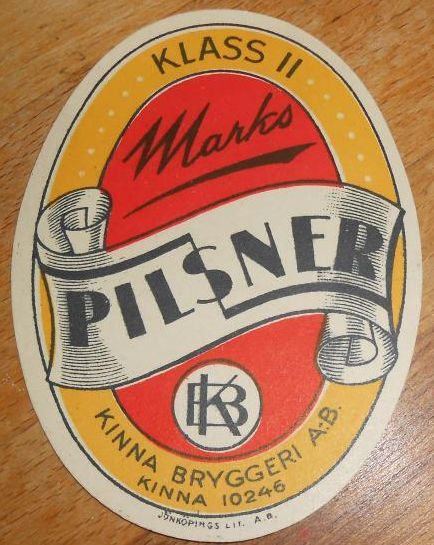 KLASS II
Marks
PILSNER
KB
KINNA BRYGGERI A.B.
KINNA 10246
JÖNKÖPINGS LIT. A.B.